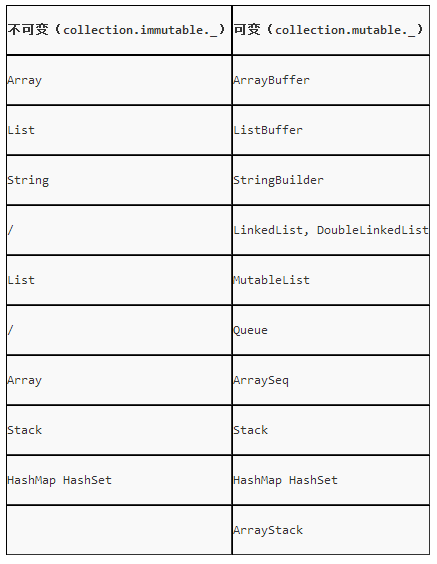 不可变（collection.immutable._） 可变（collection.mutable._）
Array ArrayBuffer
List ListBuffer
String StringBuilder
/ LinkedList, DoubleLinkedList
List MutableList
/ Queue
Array ArraySeq
Stack Stack
HashMap HashSet HashMap HashSet
ArrayStack